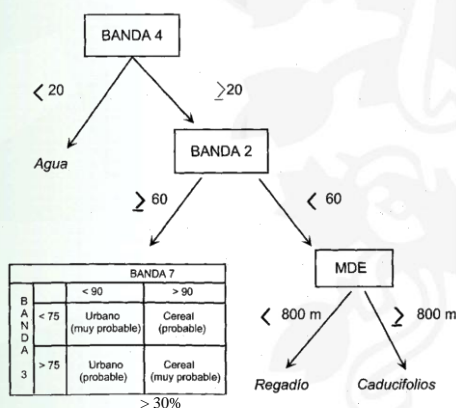 BANDA 4
< 20
≥20
Agua
BANDA 2
≥ 60
< 60
BANDA 7
< 90
> 90
BANDA 3
< 75
Urbano
(muy probable)
Cereal
(probable)
> 75
Urbano
(probable)
Cereal
(muy probable)
> 30%
MDE
< 800 m
≥ 800 m
Regadío
Caducifolios